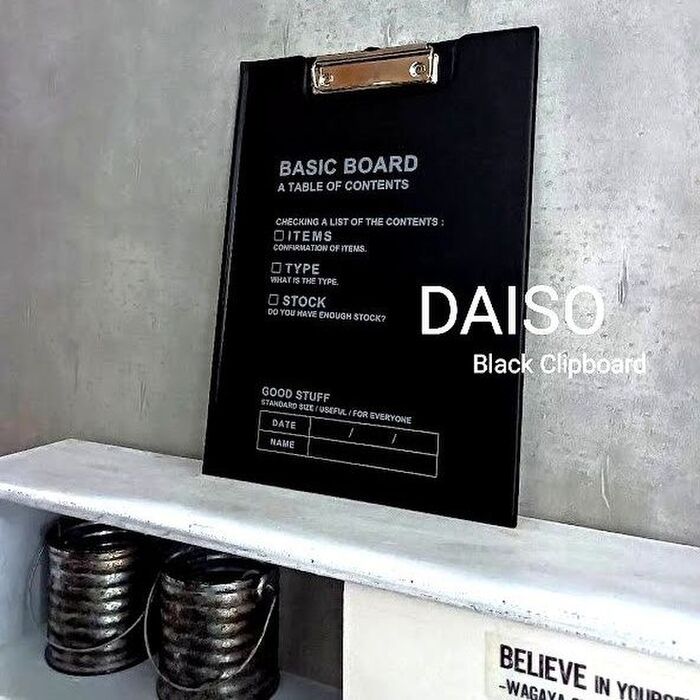 BASIC BOARD
A TABLE OF CONTENTS
CHECKING A LIST OF THE CONTENTS :
☐ ITEMS
CONFIRMATION OF ITEMS.
☐ TYPE
WHAT IS THE TYPE.
☐ STOCK
DO YOU HAVE ENOUGH STOCK?
DAISO
Black Clipboard
GOOD STUFF
STANDARD SIZE / USEFUL / FOR EVERYONE
DATE / /
NAME
BELIEVE IN YOURSE
-WAGAYA